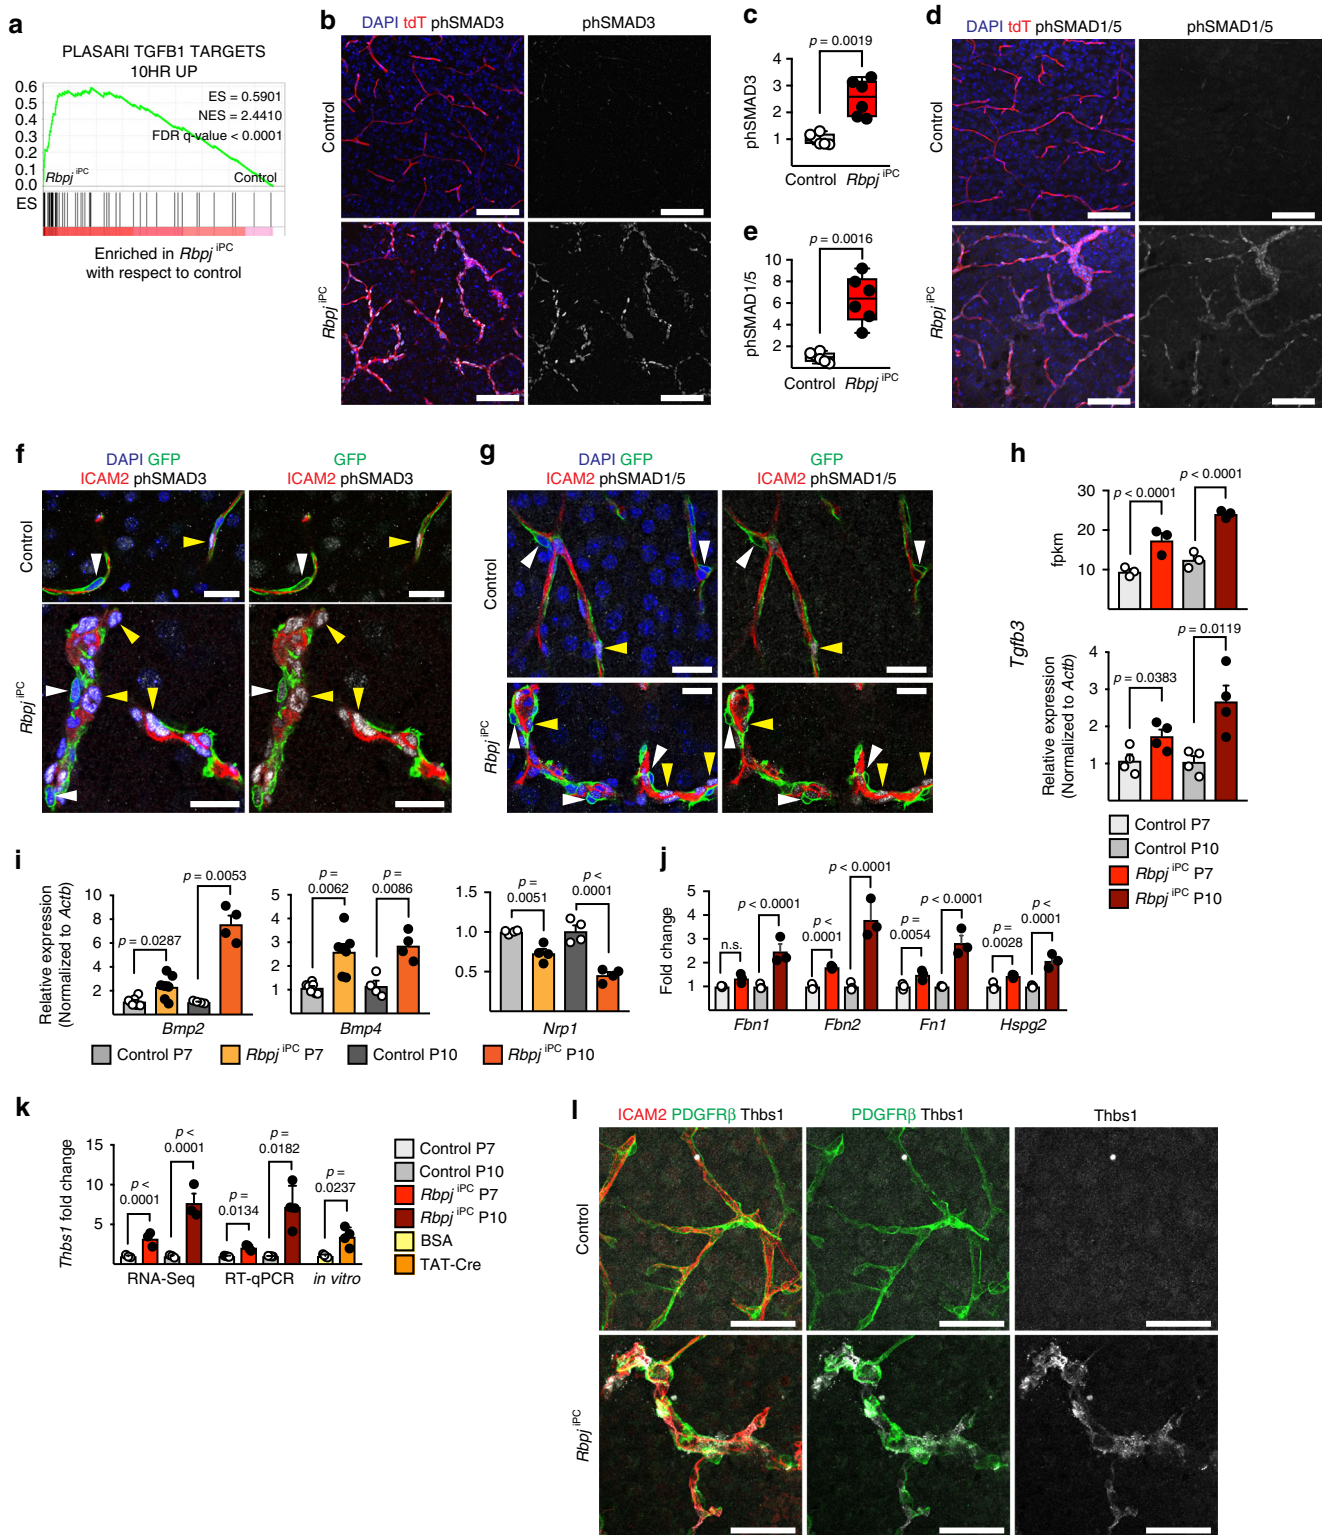 a
PLASARI TGFB1 TARGETS
10HR UP
0.6
0.5
0.4
0.3
0.2
0.1
0.0
ES = 0.5901
NES = 2.4410
FDR q-value < 0.0001
Rbpj iPC
Control
ES
Enriched in Rbpj iPC
with respect to control
b
DAPI tdT phSMAD3
phSMAD3
Control
Rbpj iPC
c
p = 0.0019
phSMAD3
4
3
2
1
Control Rbpj iPC
d
DAPI tdT phSMAD1/5
phSMAD1/5
Control
Rbpj iPC
e
p = 0.0016
phSMAD1/5
10
8
6
4
2
Control Rbpj iPC
f
DAPI GFP
ICAM2 phSMAD3
GFP
ICAM2 phSMAD3
Control
Rbpj iPC
g
DAPI GFP
ICAM2 phSMAD1/5
GFP
ICAM2 phSMAD1/5
Control
Rbpj iPC
h
Tgfb3
fpkm
30
20
10
p < 0.0001
p < 0.0001
Relative expression
(Normalized to Actb)
4
3
2
1
p = 0.0383
p = 0.0119
Control P7
Control P10
Rbpj iPC P7
Rbpj iPC P10
i
Relative expression
(Normalized to Actb)
10
8
6
4
2
p = 0.0287
p = 0.0053
Bmp2
5
4
3
2
1
p =
0.0062
p =
0.0086
Bmp4
1.5
1.0
0.5
p =
0.0051
p <
0.0001
Nrp1
Control P7
Rbpj iPC P7
Control P10
Rbpj iPC P10
j
Fold change
5
4
3
2
1
n.s.
p < 0.0001
p <
0.0001
p < 0.0001
p =
0.0054
p < 0.0001
p =
0.0028
p <
0.0001
Fbn1
Fbn2
Fn1
Hspg2
k
Thbs1 fold change
15
10
5
p <
0.0001
p <
0.0001
p =
0.0134
p =
0.0182
p =
0.0237
RNA-Seq
RT-qPCR
in vitro
Control P7
Control P10
Rbpj iPC P7
Rbpj iPC P10
BSA
TAT-Cre
l
ICAM2 PDGFRβ Thbs1
PDGFRβ Thbs1
Thbs1
Control
Rbpj iPC